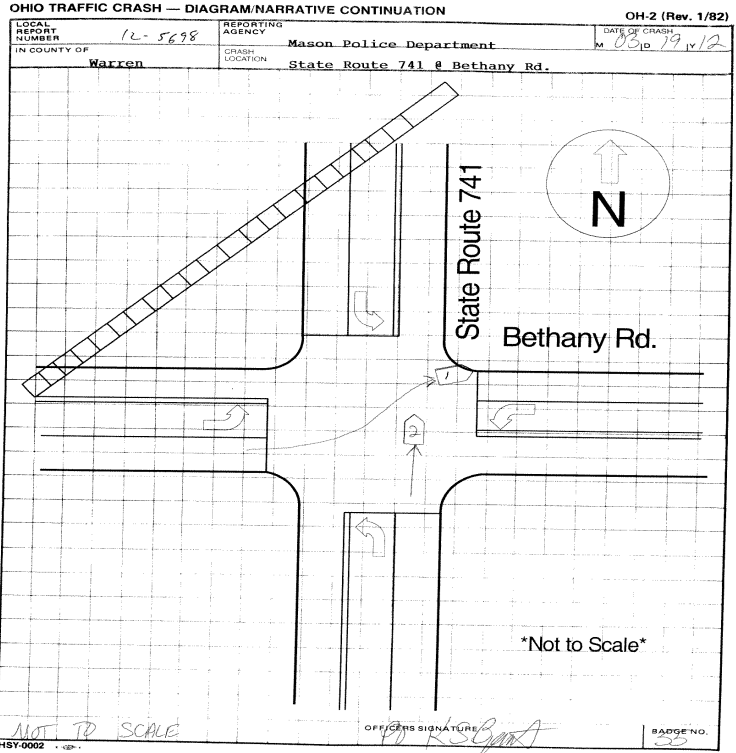 OHIO TRAFFIC CRASH — DIAGRAM/NARRATIVE CONTINUATION
OH-2 (Rev. 1/82)
LOCAL REPORT NUMBER 12-5698
REPORTING AGENCY Mason Police Department
DATE OF CRASH M 03 D 19 Y 12
IN COUNTY OF Warren
CRASH LOCATION State Route 741 @ Bethany Rd.
State Route 741
N
Bethany Rd.
1
2
*Not to Scale*
NOT TO SCALE
OFFICERS SIGNATURE
BADGE NO. 55
HSY-0002